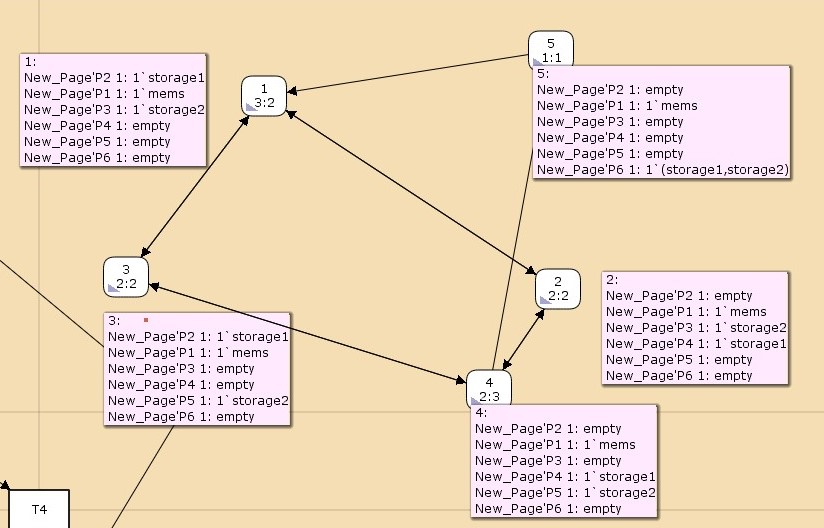 1:
New_Page'P2 1: 1`storage1
New_Page'P1 1: 1`mems
New_Page'P3 1: 1`storage2
New_Page'P4 1: empty
New_Page'P5 1: empty
New_Page'P6 1: empty
1
3:2
5
1:1
5:
New_Page'P2 1: empty
New_Page'P1 1: 1`mems
New_Page'P3 1: empty
New_Page'P4 1: empty
New_Page'P5 1: empty
New_Page'P6 1: 1`(storage1,storage2)
3
2:2
3:
New_Page'P2 1: 1`storage1
New_Page'P1 1: 1`mems
New_Page'P3 1: empty
New_Page'P4 1: empty
New_Page'P5 1: 1`storage2
New_Page'P6 1: empty
2
2:2
2:
New_Page'P2 1: empty
New_Page'P1 1: 1`mems
New_Page'P3 1: 1`storage2
New_Page'P4 1: 1`storage1
New_Page'P5 1: empty
New_Page'P6 1: empty
4
2:3
4:
New_Page'P2 1: empty
New_Page'P1 1: 1`mems
New_Page'P3 1: empty
New_Page'P4 1: 1`storage1
New_Page'P5 1: 1`storage2
New_Page'P6 1: empty
T4